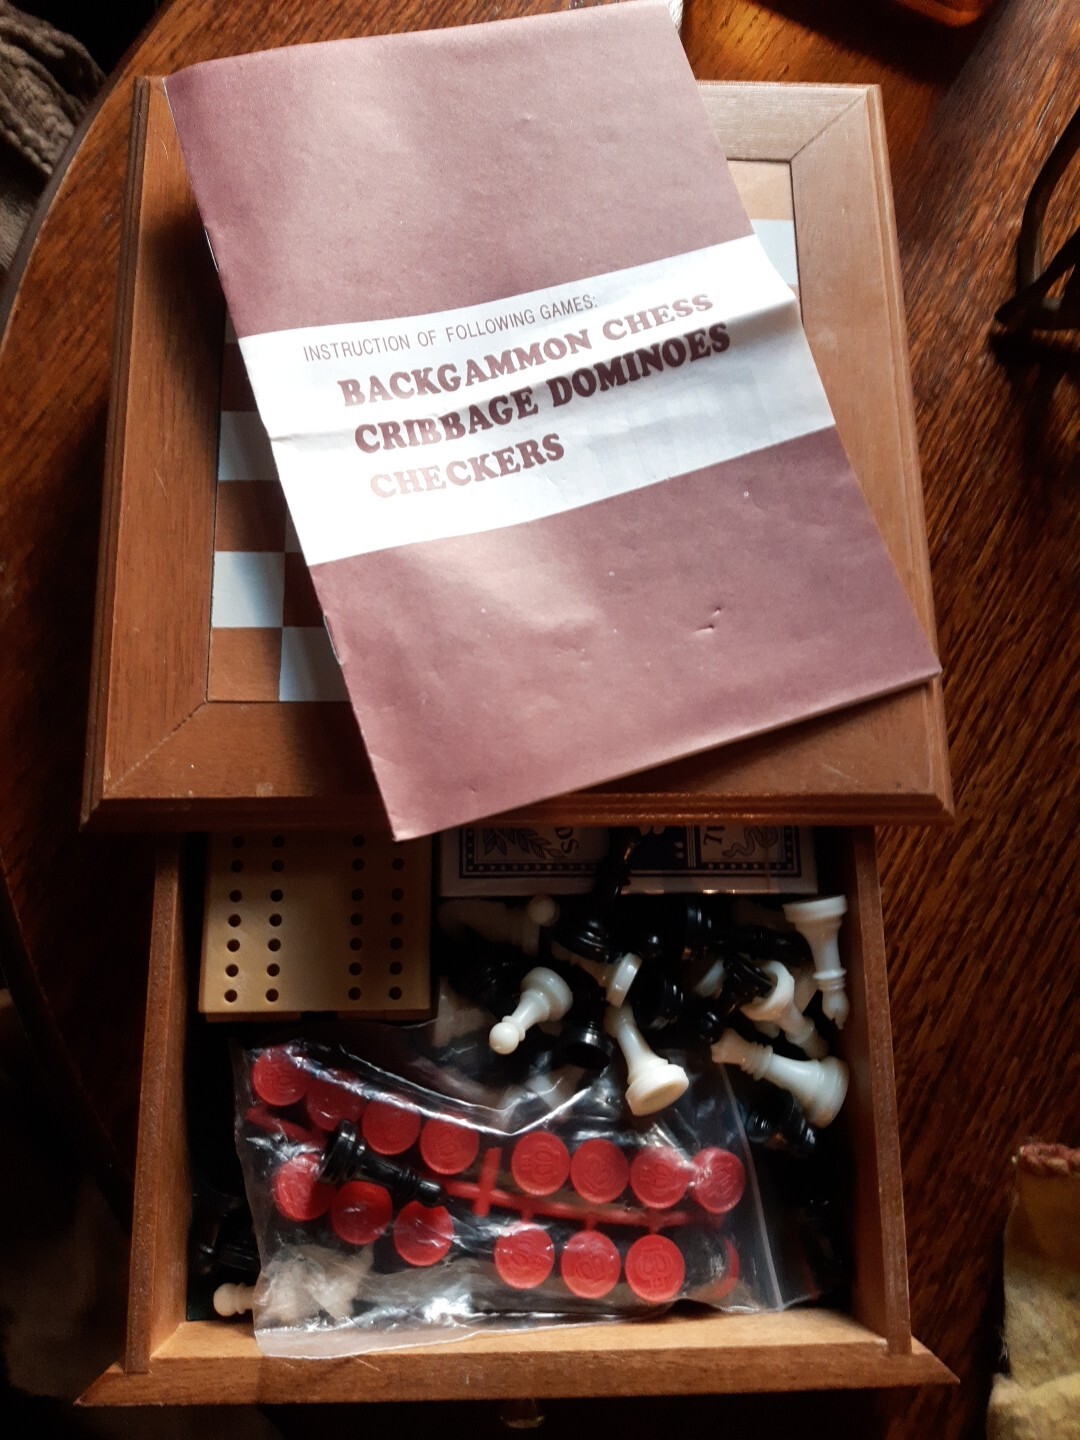 INSTRUCTION OF FOLLOWING GAMES:
BACKGAMMON CHESS
CRIBBAGE DOMINOES
CHECKERS